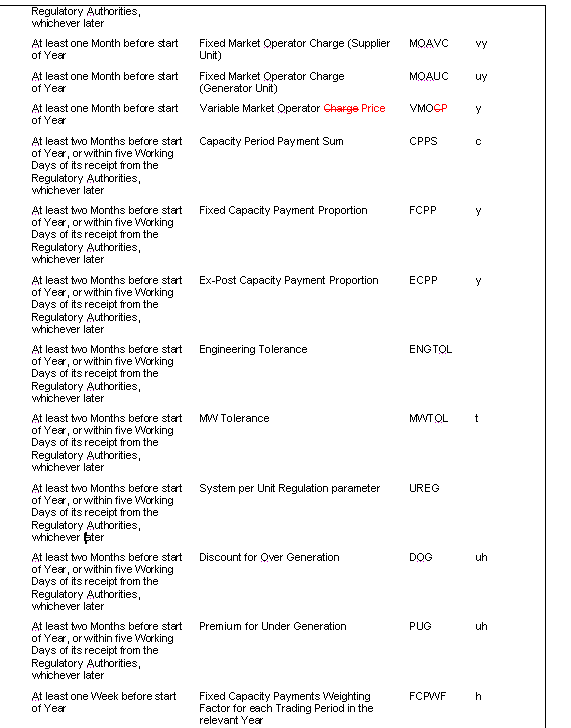 Regulatory Authorities,
whichever later
At least one Month before start of Year Fixed Market Operator Charge (Supplier Unit) MOAVC vy
At least one Month before start of Year Fixed Market Operator Charge (Generator Unit) MOAUC uy
At least one Month before start of Year Variable Market Operator Charge Price VMOCP y
At least two Months before start of Year, or within five Working Days of its receipt from the Regulatory Authorities, whichever later Capacity Period Payment Sum CPPS c
At least two Months before start of Year, or within five Working Days of its receipt from the Regulatory Authorities, whichever later Fixed Capacity Payment Proportion FCPP y
At least two Months before start of Year, or within five Working Days of its receipt from the Regulatory Authorities, whichever later Ex-Post Capacity Payment Proportion ECPP y
At least two Months before start of Year, or within five Working Days of its receipt from the Regulatory Authorities, whichever later Engineering Tolerance ENGTOL
At least two Months before start of Year, or within five Working Days of its receipt from the Regulatory Authorities, whichever later MW Tolerance MWTOL t
At least two Months before start of Year, or within five Working Days of its receipt from the Regulatory Authorities, whichever later System per Unit Regulation parameter UREG
At least two Months before start of Year, or within five Working Days of its receipt from the Regulatory Authorities, whichever later Discount for Over Generation DOG uh
At least two Months before start of Year, or within five Working Days of its receipt from the Regulatory Authorities, whichever later Premium for Under Generation PUG uh
At least one Week before start of Year Fixed Capacity Payments Weighting Factor for each Trading Period in the relevant Year FCPWF h